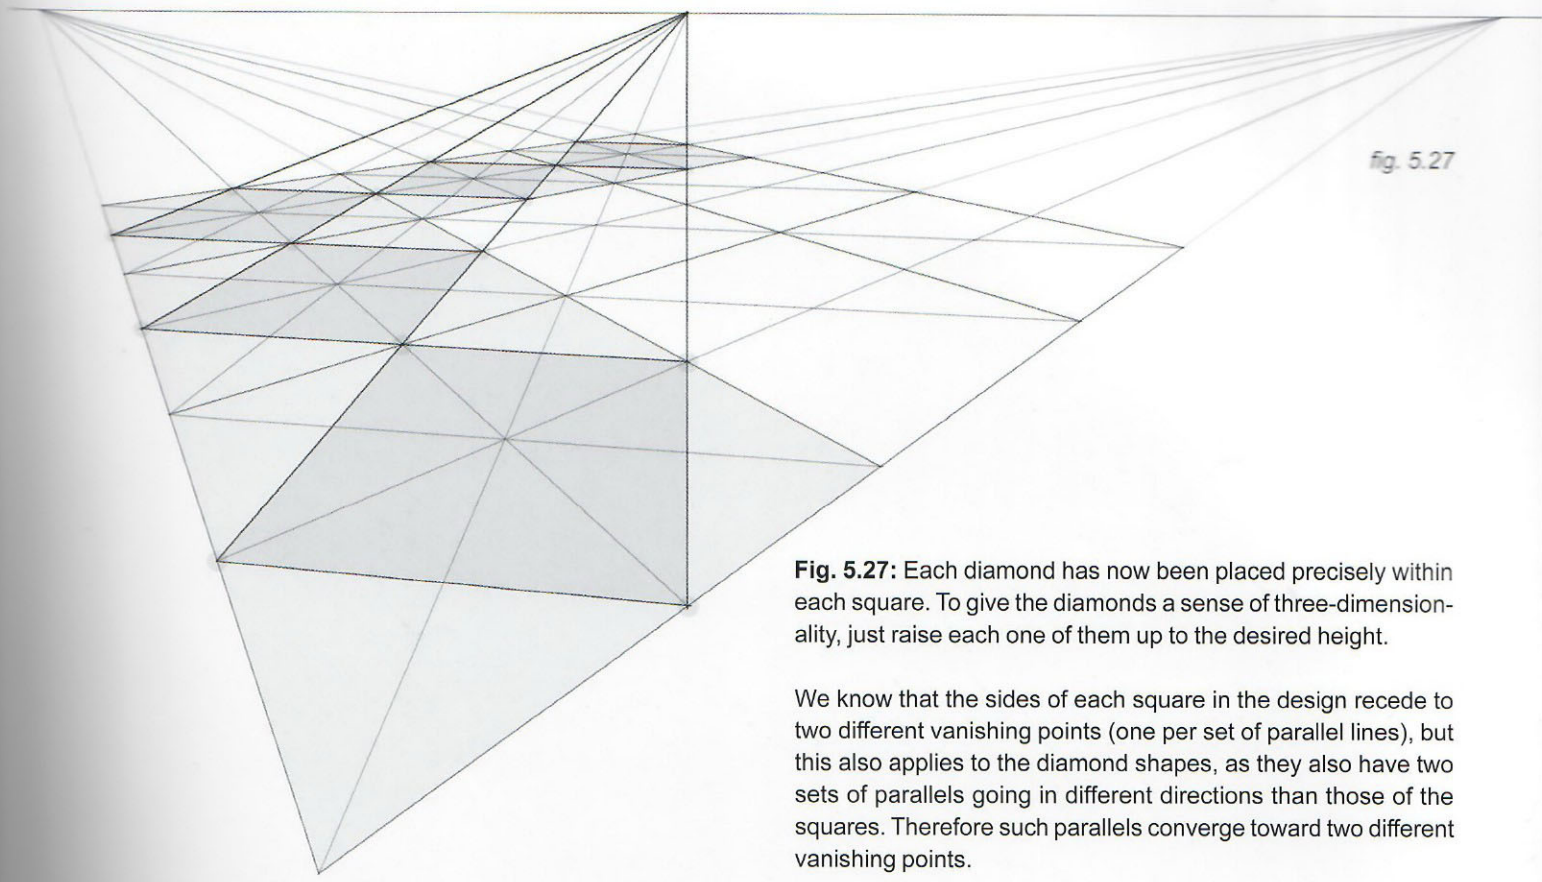 fig. 5.27
Fig. 5.27: Each diamond has now been placed precisely within
each square. To give the diamonds a sense of three-dimension-
ality, just raise each one of them up to the desired height.
We know that the sides of each square in the design recede to
two different vanishing points (one per set of parallel lines), but
this also applies to the diamond shapes, as they also have two
sets of parallels going in different directions than those of the
squares. Therefore such parallels converge toward two different
vanishing points.